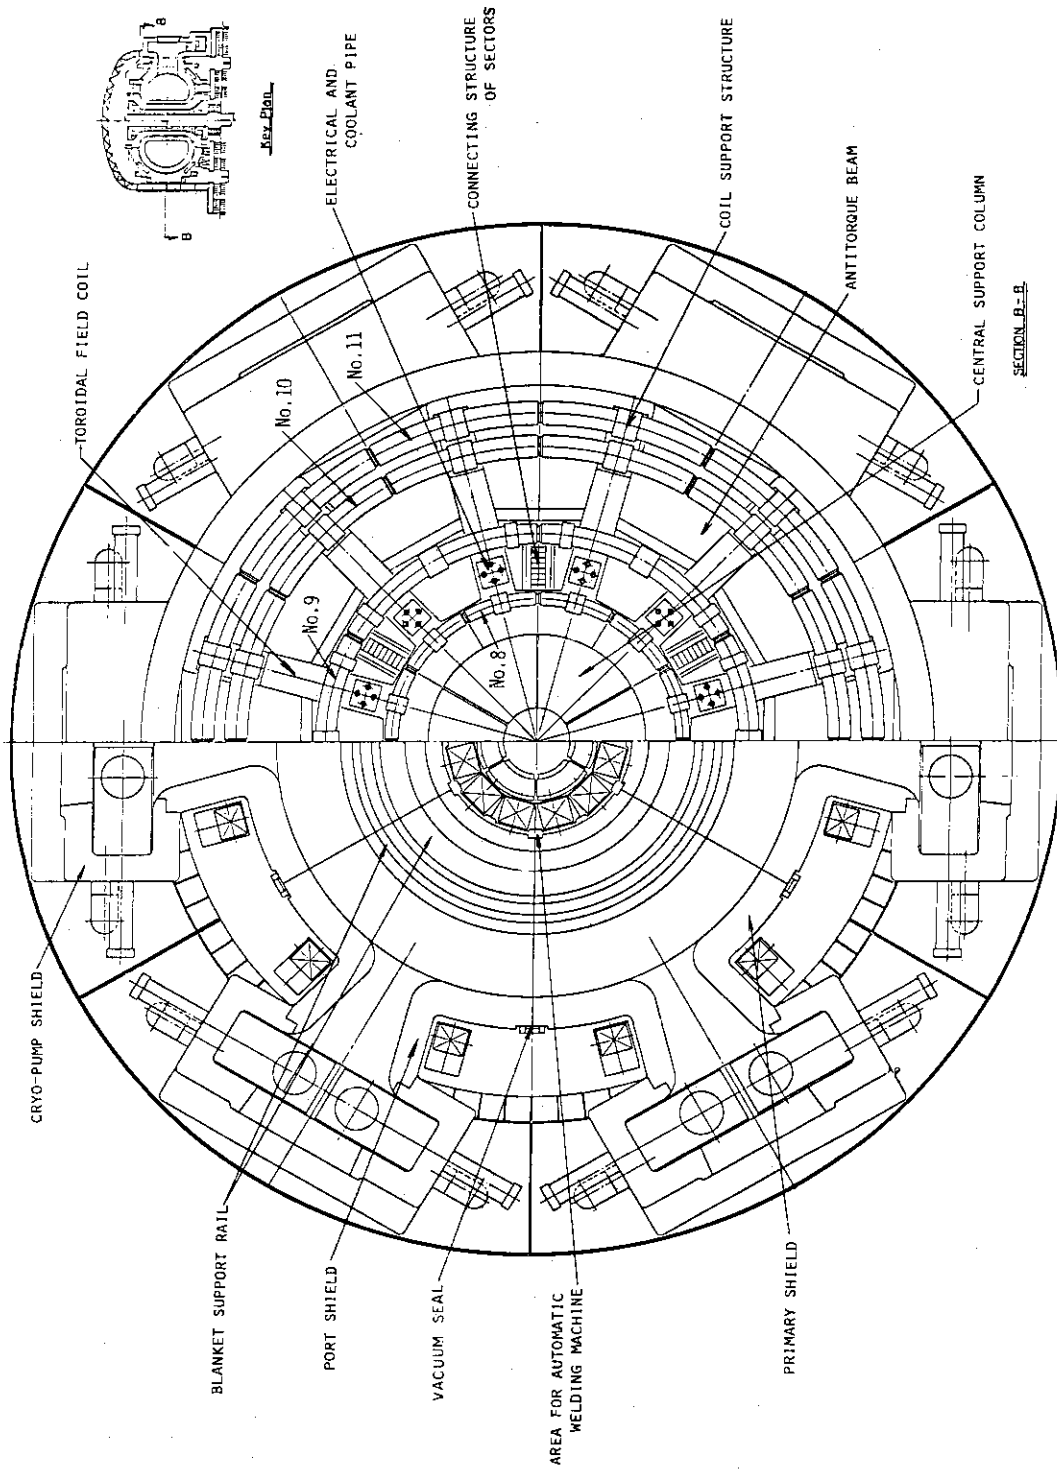 B
B
Key Plan
TOROIDAL FIELD COIL
ELECTRICAL AND
COOLANT PIPE
CONNECTING STRUCTURE
OF SECTORS
COIL SUPPORT STRUCTURE
ANTITORQUE BEAM
CENTRAL SUPPORT COLUMN
SECTION B-B
No.11
No.10
No.9
No.8
CRYO-PUMP SHIELD
BLANKET SUPPORT RAIL
PORT SHIELD
VACUUM SEAL
AREA FOR AUTOMATIC
WELDING MACHINE
PRIMARY SHIELD